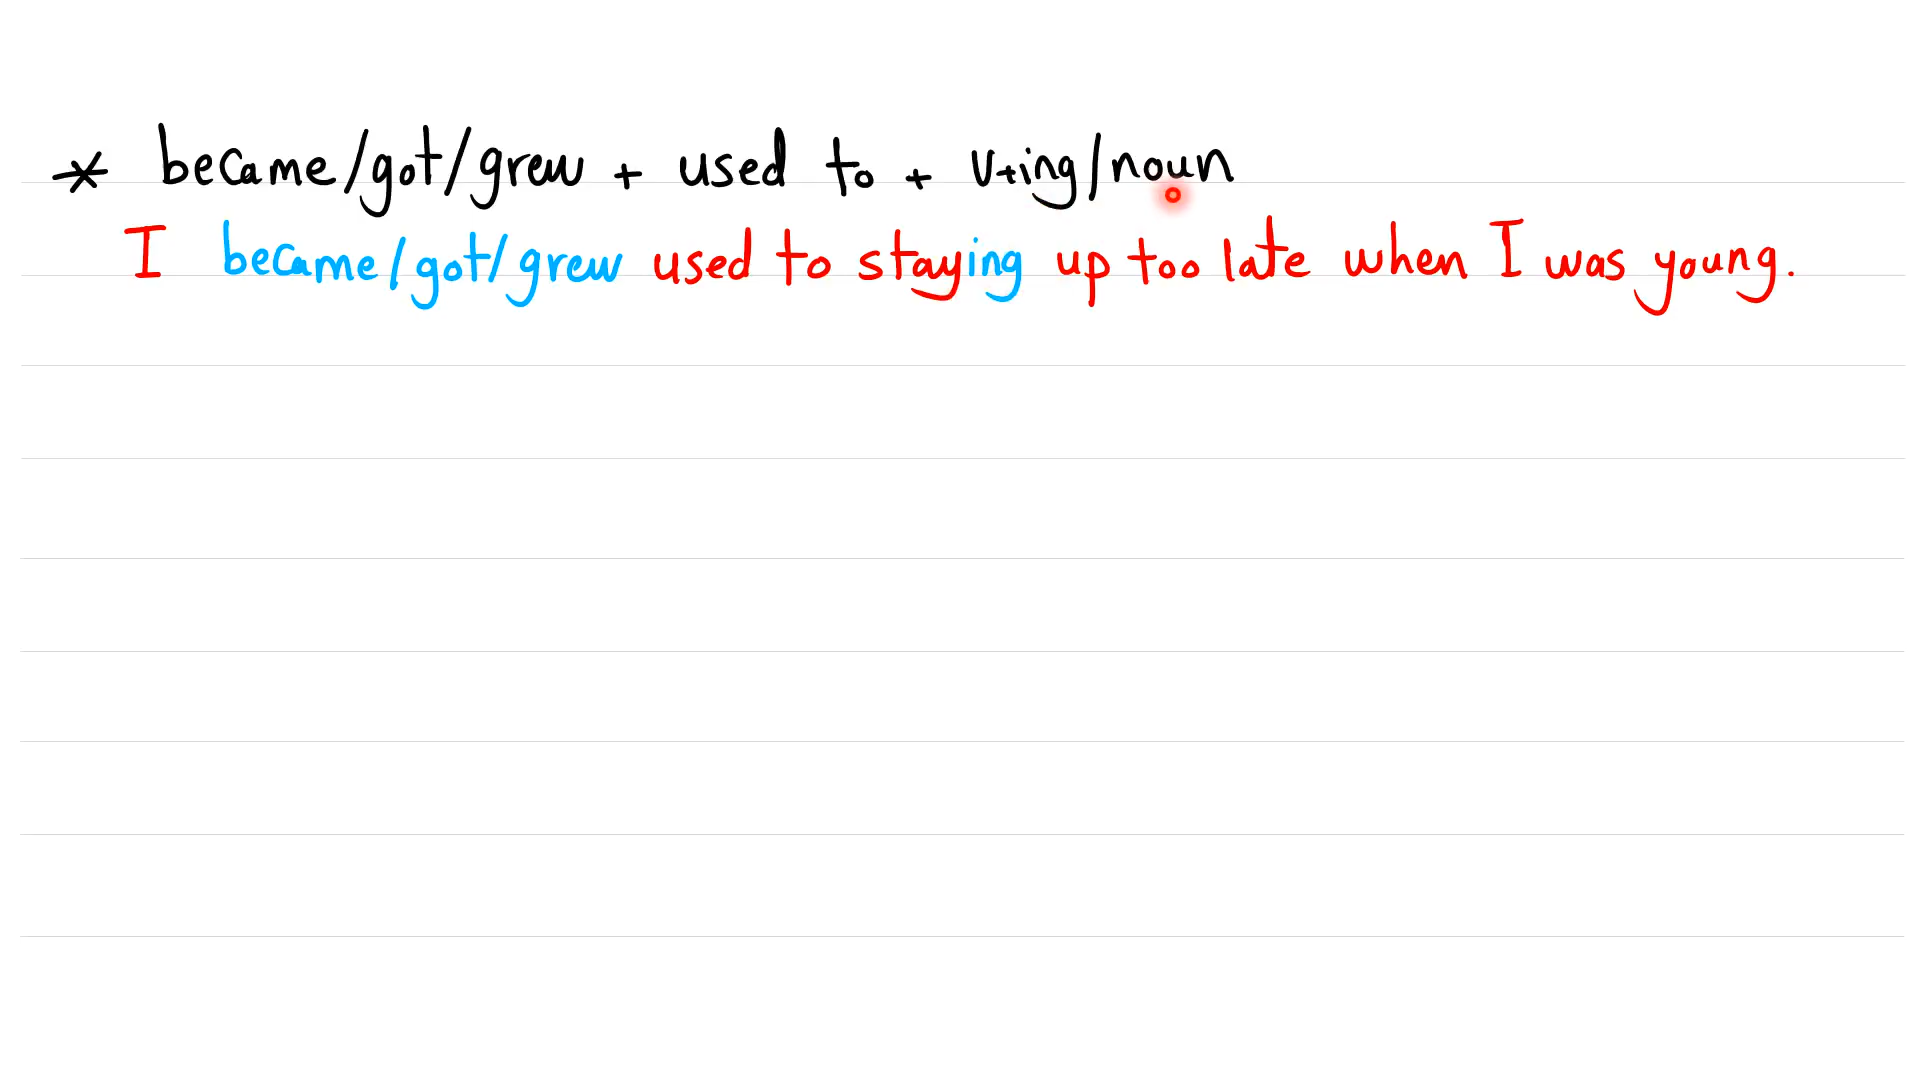 * became/got/grew + used to + v+ing/noun
I became/got/grew used to staying up too late when I was young.